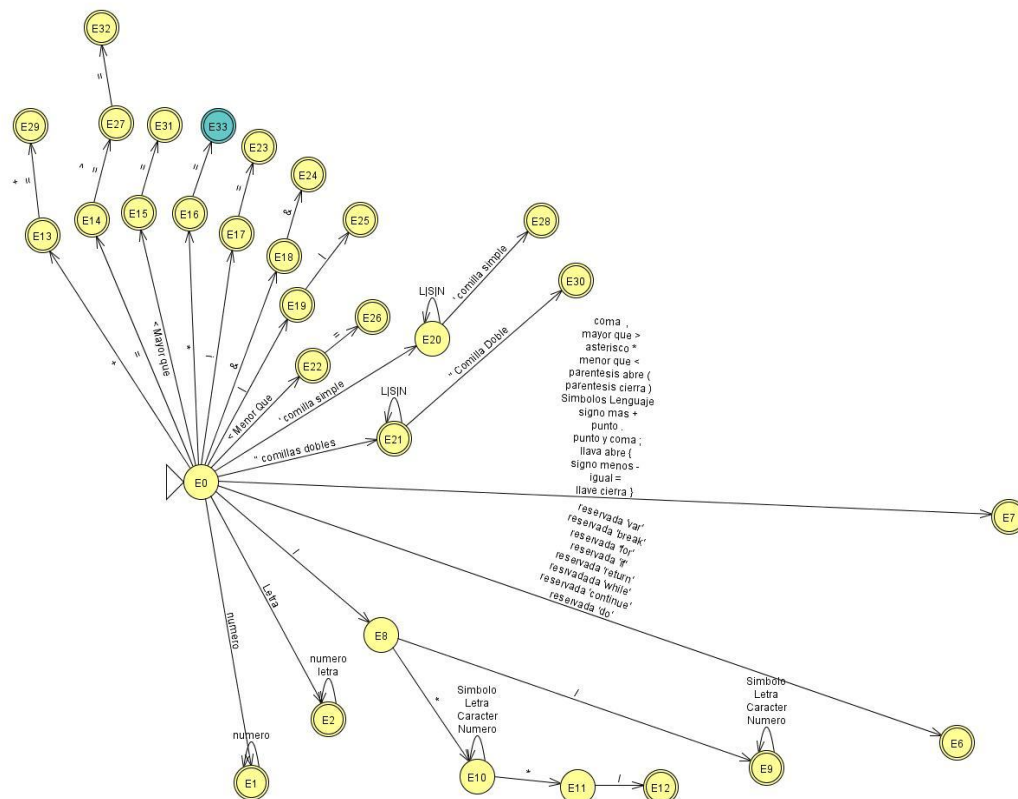 E32
=
E29
E27
E31
E33
E23
E24
+ =
^ =
=
=
=
&
E13
E14
E15
E16
E17
E18
E25
|
E19
E28
' comilla simple
L|S|N
E20
E30
" Comilla Doble
E26
=
E22
+
=
< Mayor que
*
&
|
< Menor Que
' comilla simple
L|S|N
E21
" comillas dobles
E0
coma ,
mayor que >
asterisco *
menor que <
parentesis abre (
parentesis cierra )
Simbolos Lenguaje
signo mas +
punto .
punto y coma ;
llava abre {
signo menos -
igual =
llave cierra }
E7
reservada 'var'
reservada 'break'
reservada 'for'
reservada 'if'
reservada 'return'
resrvadada 'while'
reservada 'continue'
reservada 'do'
E6
/
Letra
numero
E8
numero
letra
E2
numero
E1
*
/
Simbolo
Letra
Caracter
Numero
E10
*
E11
/
E12
Simbolo
Letra
Caracter
Numero
E9